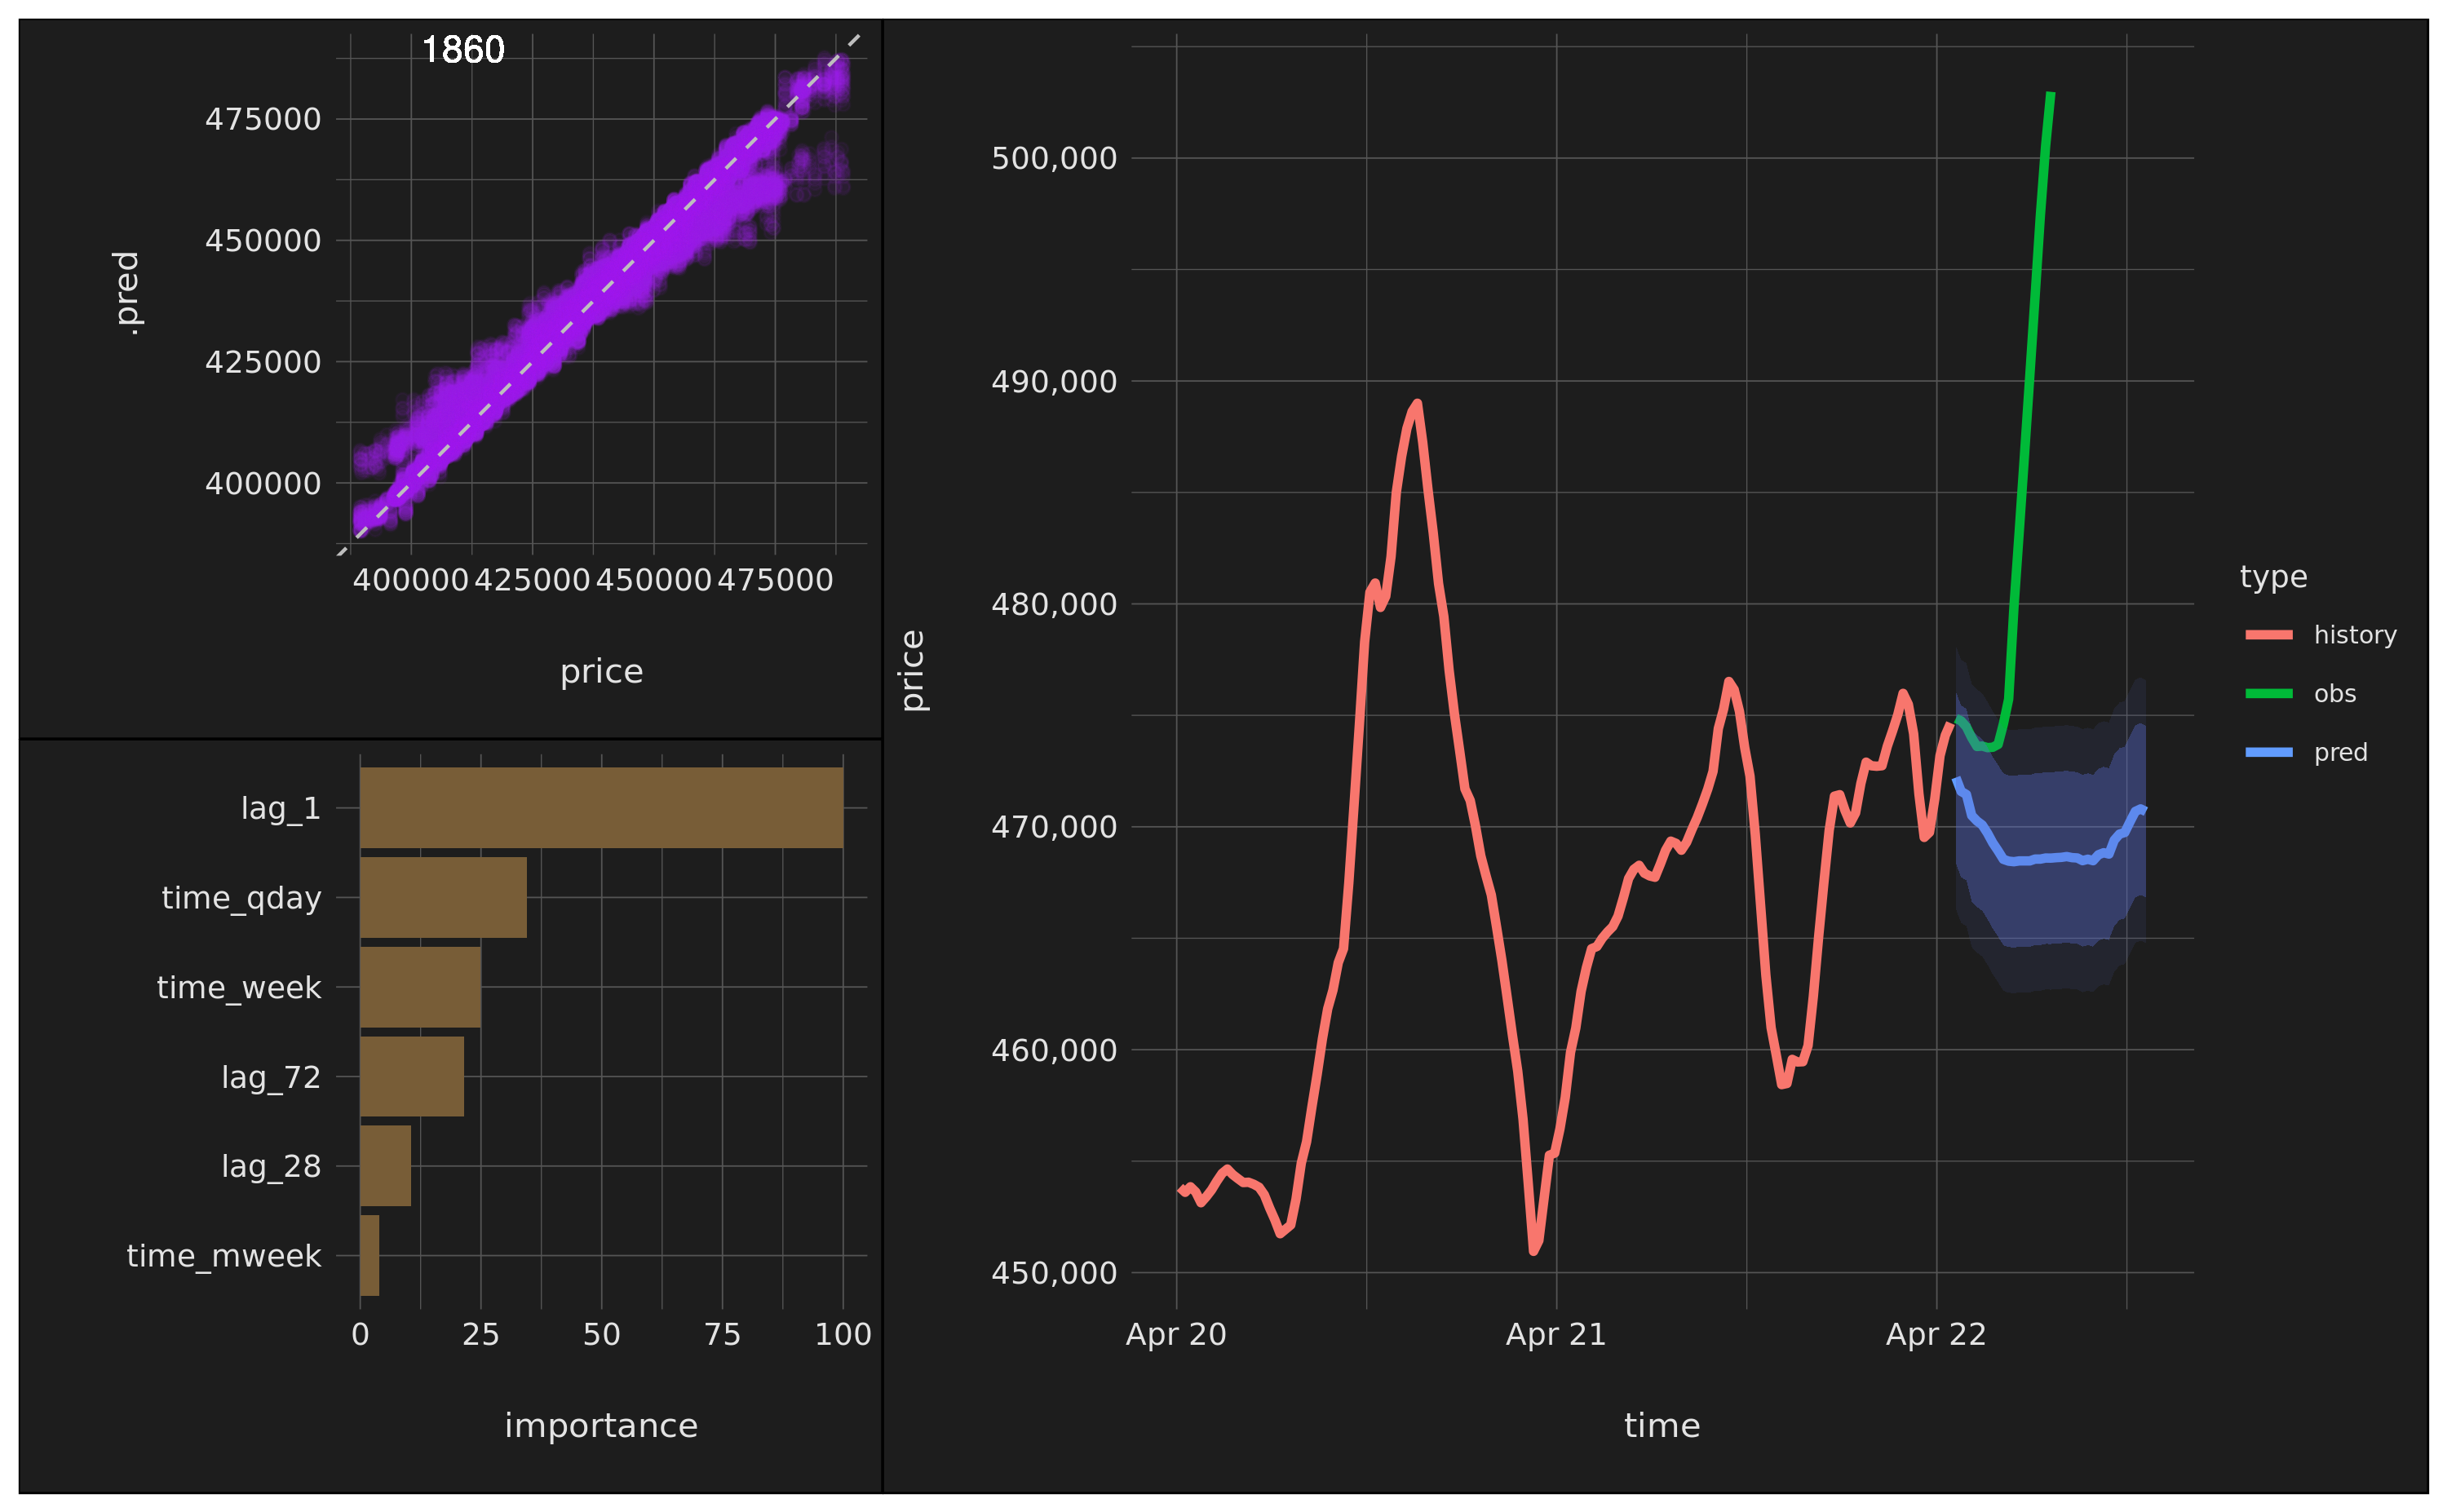 1860
475000
450000
425000
400000
.pred
400000 425000 450000 475000
price
lag_1
time_qday
time_week
lag_72
lag_28
time_mweek
0 25 50 75 100
importance
500,000
490,000
480,000
470,000
460,000
450,000
price
Apr 20 Apr 21 Apr 22
time
type
history
obs
pred